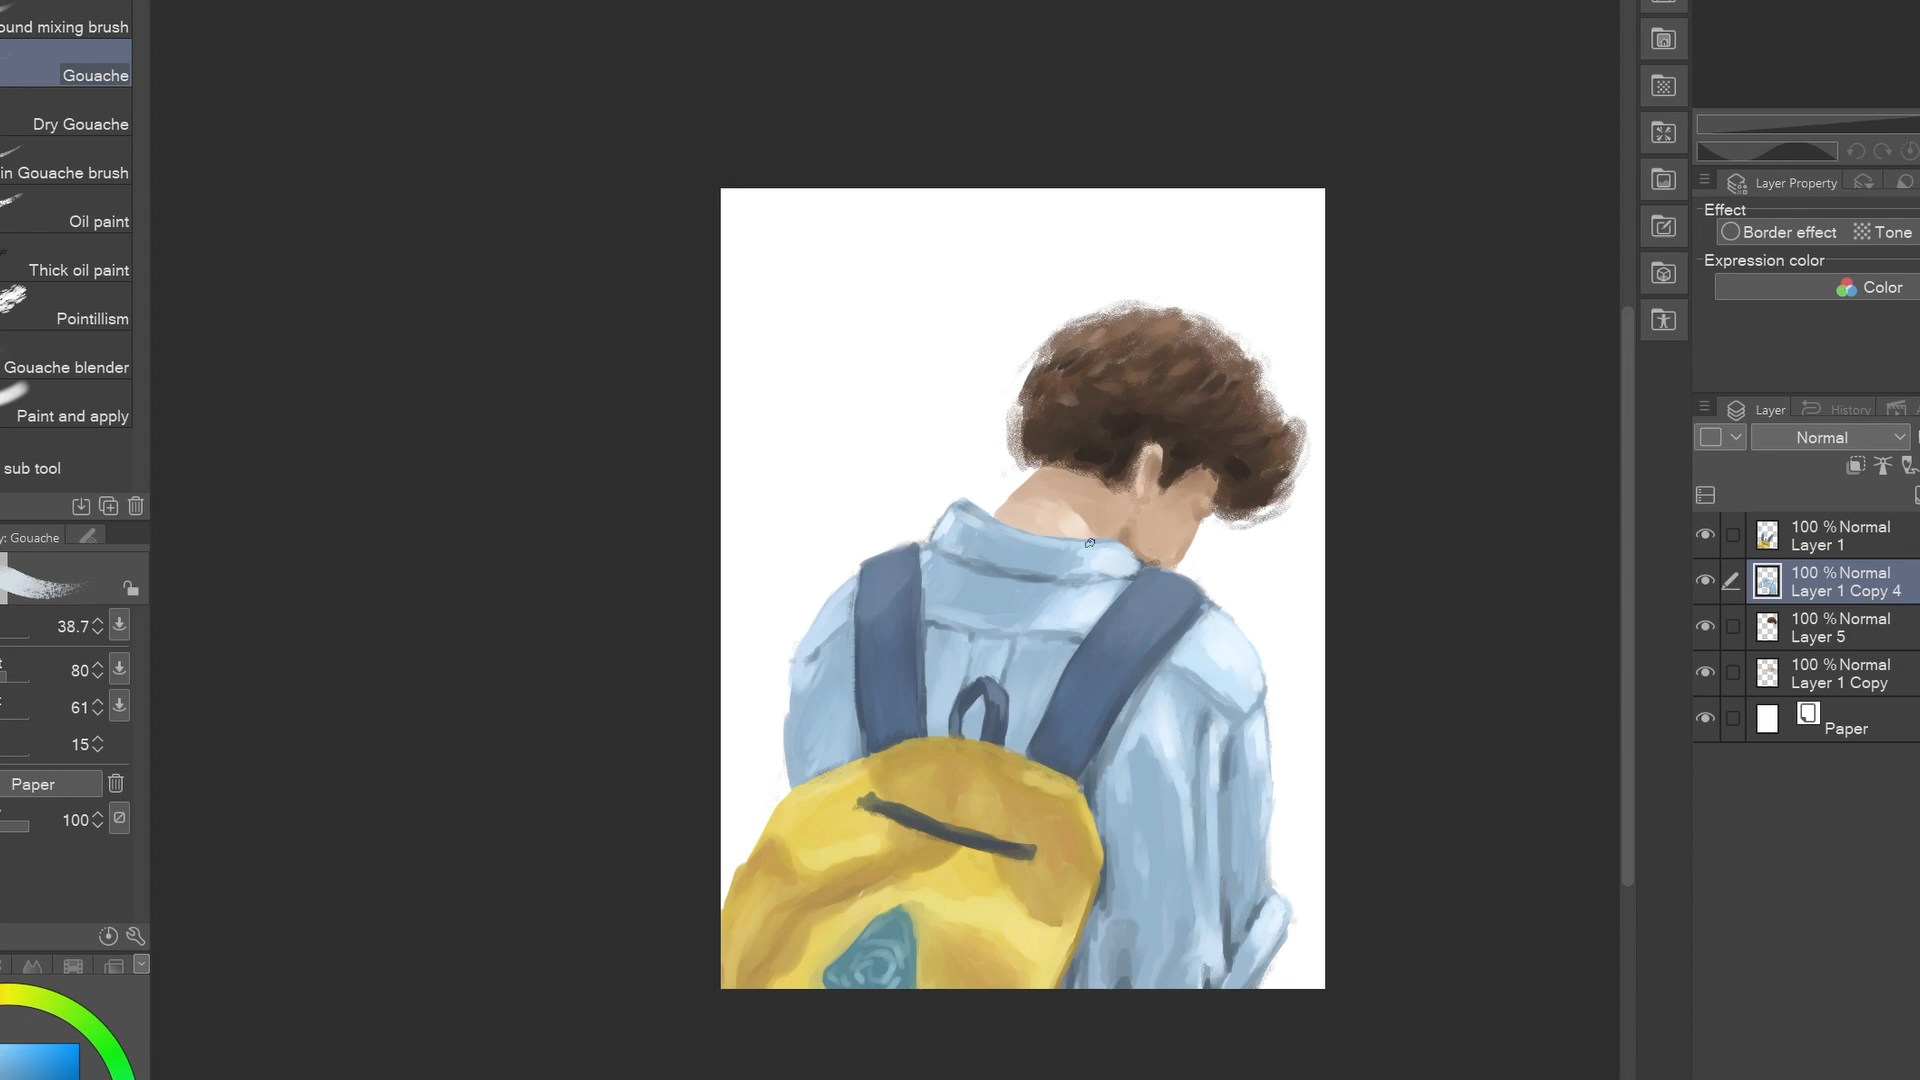 ound mixing brush
Gouache
Dry Gouache
in Gouache brush
Oil paint
Thick oil paint
Pointillism
Gouache blender
Paint and apply
sub tool
y: Gouache
38.7
80
61
15
Paper
100
Layer Property
Effect
Border effect Tone
Expression color
Color
Layer History
Normal
100 % Normal
Layer 1
100 % Normal
Layer 1 Copy 4
100 % Normal
Layer 5
100 % Normal
Layer 1 Copy
Paper